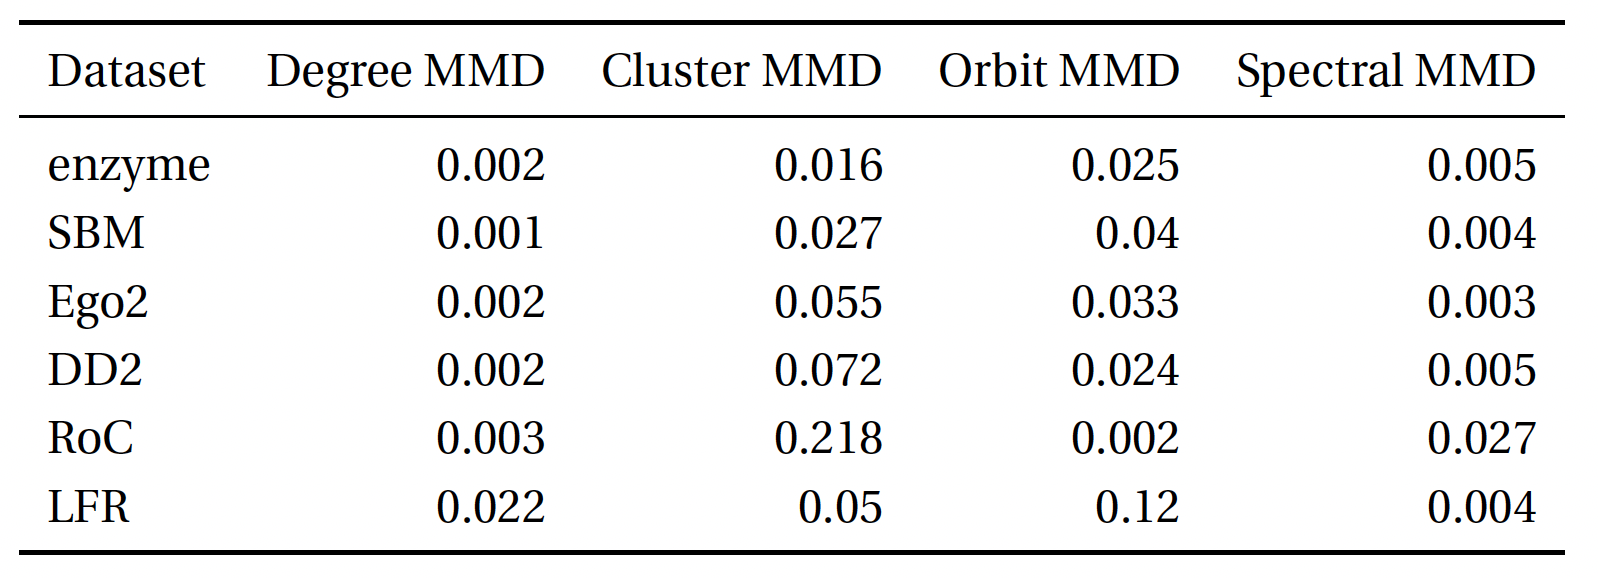 Dataset Degree MMD Cluster MMD Orbit MMD Spectral MMD
enzyme 0.002 0.016 0.025 0.005
SBM 0.001 0.027 0.04 0.004
Ego2 0.002 0.055 0.033 0.003
DD2 0.002 0.072 0.024 0.005
RoC 0.003 0.218 0.002 0.027
LFR 0.022 0.05 0.12 0.004